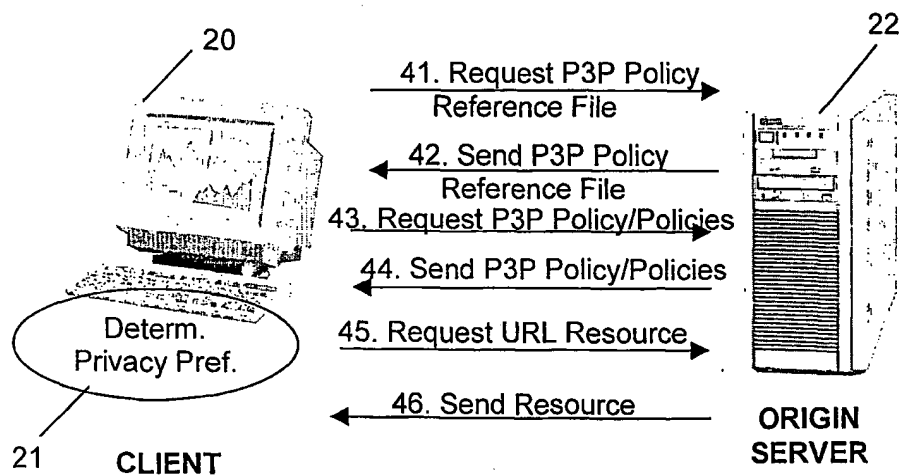 20
22
41. Request P3P Policy
Reference File
42. Send P3P Policy
Reference File
43. Request P3P Policy/Policies
44. Send P3P Policy/Policies
Determ.
Privacy Pref.
45. Request URL Resource
46. Send Resource
21
CLIENT
ORIGIN
SERVER